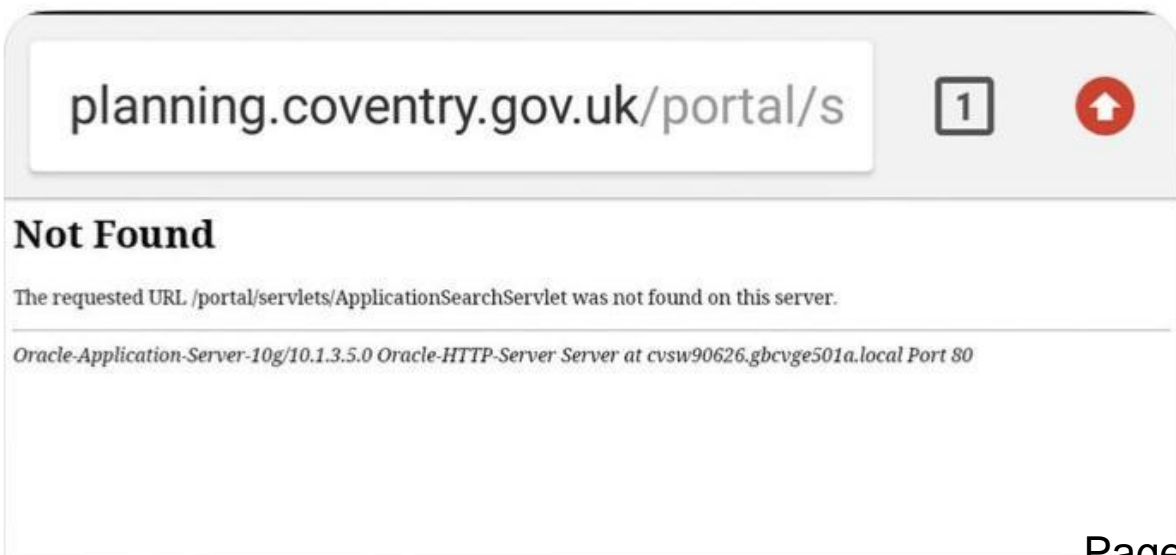 planning.coventry.gov.uk/portal/s
1
Not Found
The requested URL /portal/servlets/ApplicationSearchServlet was not found on this server.
Oracle-Application-Server-10g/10.1.3.5.0 Oracle-HTTP-Server Server at cvsw90626.gbcvge501a.local Port 80
Page